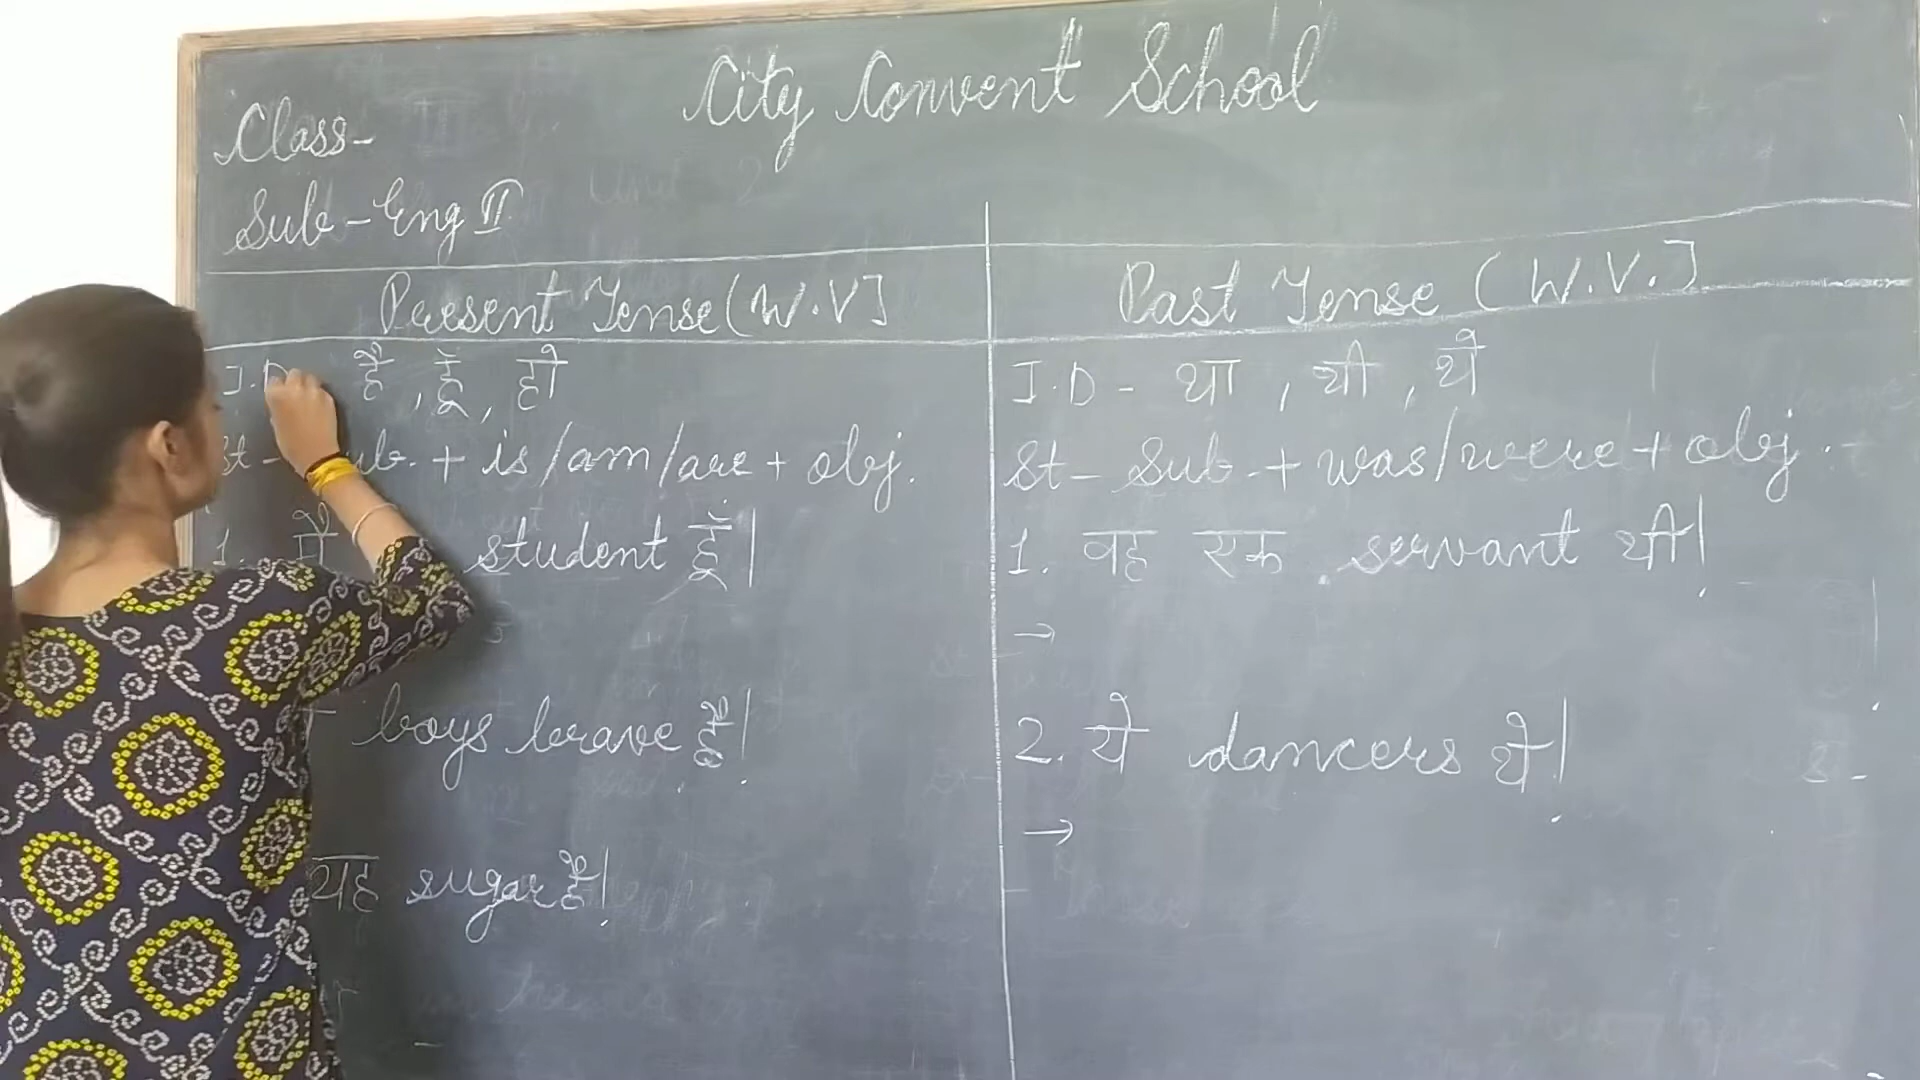 City Convent School
Class-
Sub-Eng II
Present Tense (W.V]
I.D - है, हूँ, हो
St - Sub. + is/am/are + obj.
1. मैं student हूँ|
boys brave हैं|
यह sugar है|
Past Tense (W.V.]
I.D - था, थी, थे
St - Sub + was/were + obj.
1. वह एक servant थी|
→
2. ये dancers थे|
→